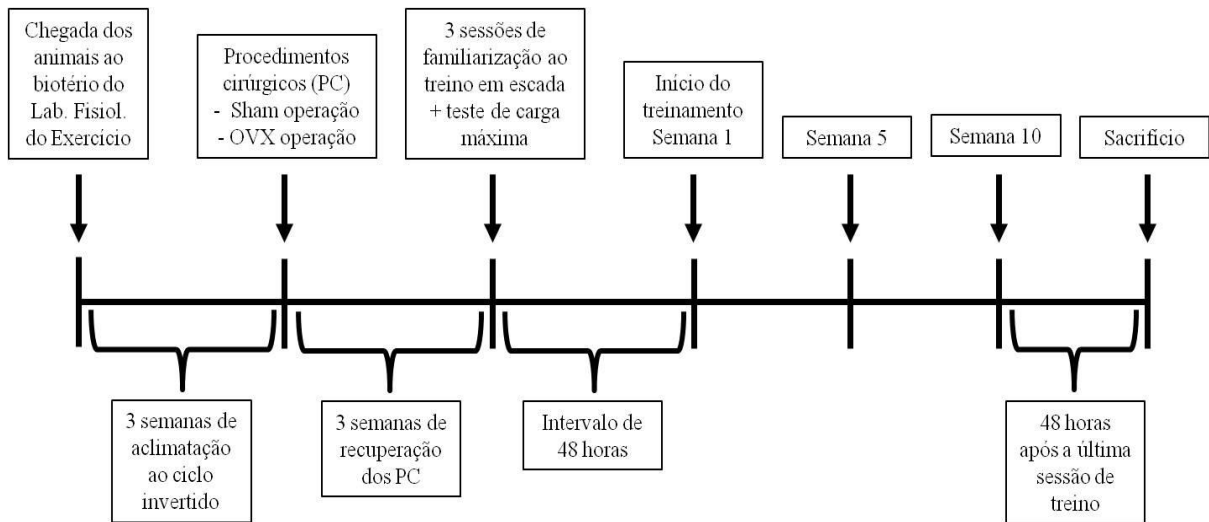 Chegada dos
animais ao
biotério do
Lab. Fisiol.
do Exercício
Procedimentos
cirúrgicos (PC)
- Sham operação
- OVX operação
3 sessões de
familiarização ao
treino em escada
+ teste de carga
máxima
Início do
treinamento
Semana 1
Semana 5
Semana 10
Sacrifício
3 semanas de
aclimatação
ao ciclo
invertido
3 semanas de
recuperação
dos PC
Intervalo de
48 horas
48 horas
após a última
sessão de
treino